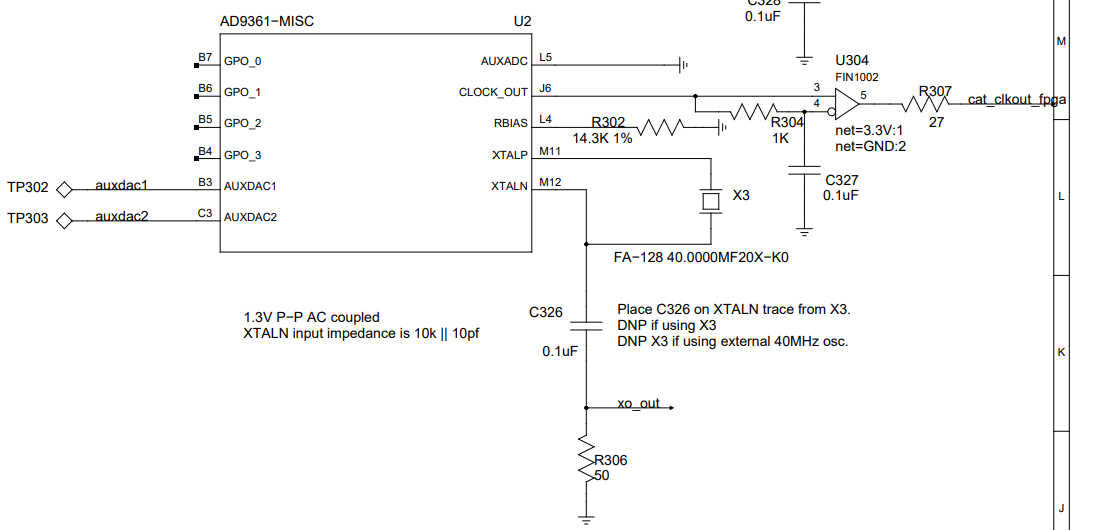 AD9361-MISC
U2
C328
0.1uF
M
B7 GPO_0
AUXADC L5
U304
FIN1002
B6 GPO_1
CLOCK_OUT J6
3
4
5
R307
27
cat_clkout_fpga
B5 GPO_2
RBIAS L4
R302
14.3K 1%
R304
1K
net=3.3V:1
net=GND:2
B4 GPO_3
XTALP M11
TP302 auxdac1 B3 AUXDAC1
XTALN M12
X3
C327
0.1uF
L
TP303 auxdac2 C3 AUXDAC2
FA-128 40.0000MF20X-K0
1.3V P-P AC coupled
XTALN input impedance is 10k || 10pf
C326
0.1uF
Place C326 on XTALN trace from X3.
DNP if using X3
DNP X3 if using external 40MHz osc.
K
xo_out
R306
50
J